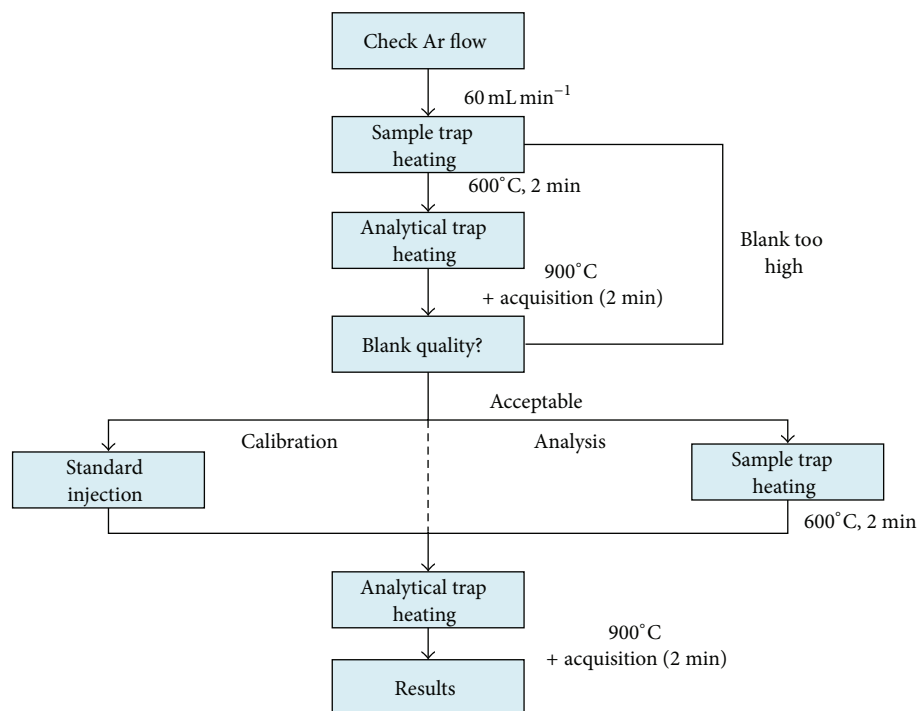 Check Ar flow
60 mL min⁻¹
Sample trap
heating
600°C, 2 min
Analytical trap
heating
Blank too
high
900°C
+ acquisition (2 min)
Blank quality?
Acceptable
Calibration
Analysis
Standard
injection
Sample trap
heating
600°C, 2 min
Analytical trap
heating
900°C
+ acquisition (2 min)
Results